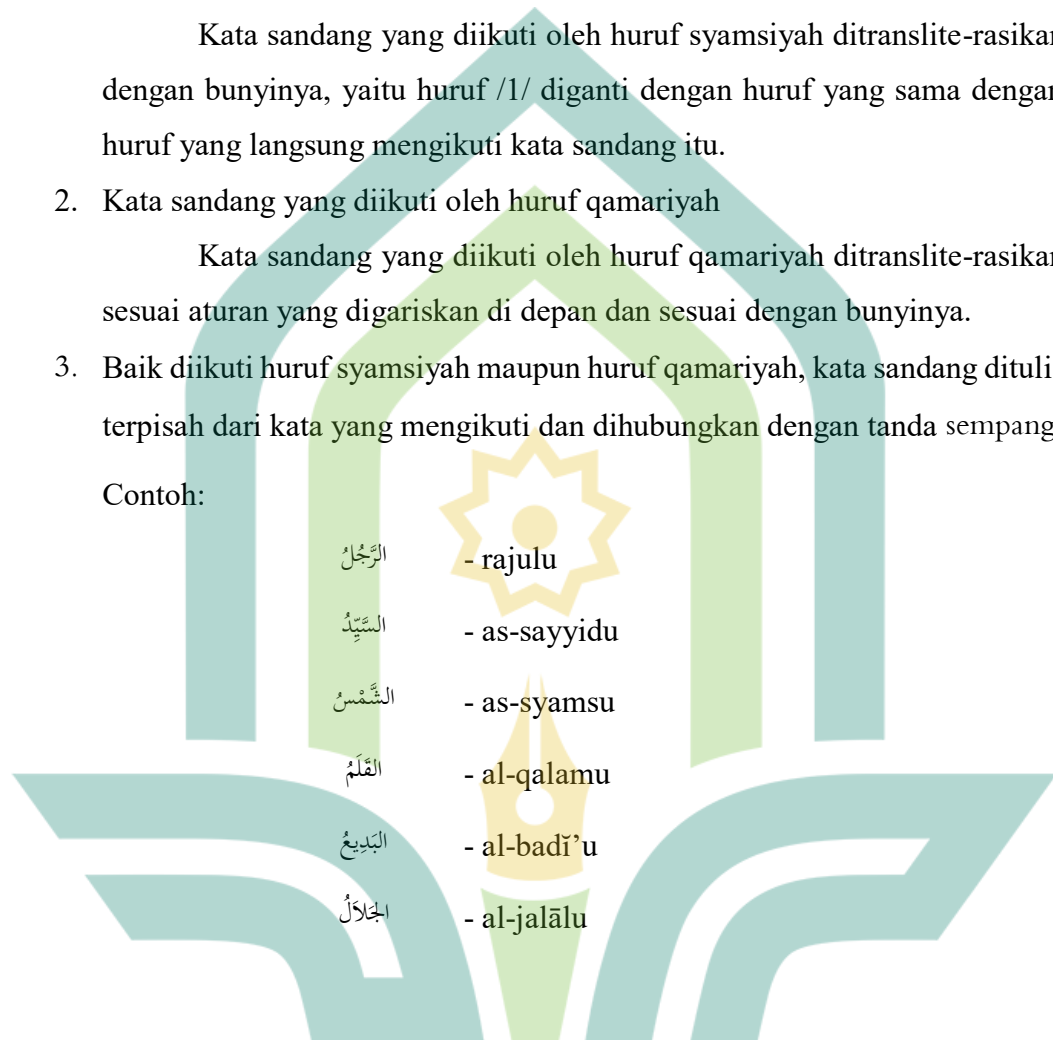 Kata sandang yang diikuti oleh huruf syamsiyah ditranslite-rasikan
dengan bunyinya, yaitu huruf /1/ diganti dengan huruf yang sama dengan
huruf yang langsung mengikuti kata sandang itu.
2. Kata sandang yang diikuti oleh huruf qamariyah
Kata sandang yang diikuti oleh huruf qamariyah ditranslite-rasikan
sesuai aturan yang digariskan di depan dan sesuai dengan bunyinya.
3. Baik diikuti huruf syamsiyah maupun huruf qamariyah, kata sandang dituli
terpisah dari kata yang mengikuti dan dihubungkan dengan tanda sempang
Contoh:
الرَّجُلُ - rajulu
السَّيِّدُ - as-sayyidu
الشَّمْسُ - as-syamsu
القَلَمُ - al-qalamu
البَدِيعُ - al-badĭ’u
الجَلاَلُ - al-jalālu